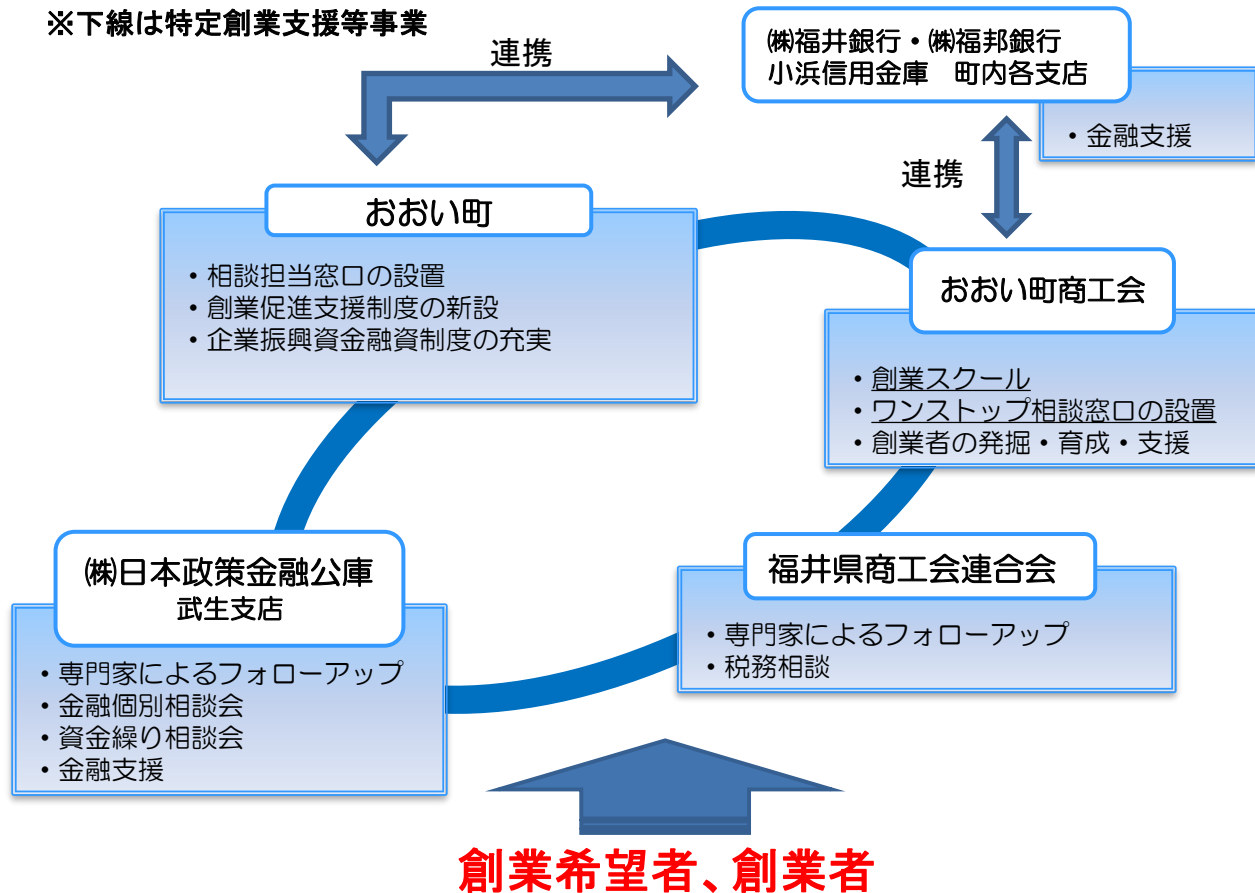 ※下線は特定創業支援等事業
連携
㈱福井銀行・㈱福邦銀行
小浜信用金庫　町内各支店
・金融支援
連携
おおい町
・相談担当窓口の設置
・創業促進支援制度の新設
・企業振興資金融資制度の充実
おおい町商工会
・創業スクール
・ワンストップ相談窓口の設置
・創業者の発掘・育成・支援
㈱日本政策金融公庫
武生支店
・専門家によるフォローアップ
・金融個別相談会
・資金繰り相談会
・金融支援
福井県商工会連合会
・専門家によるフォローアップ
・税務相談
創業希望者、創業者